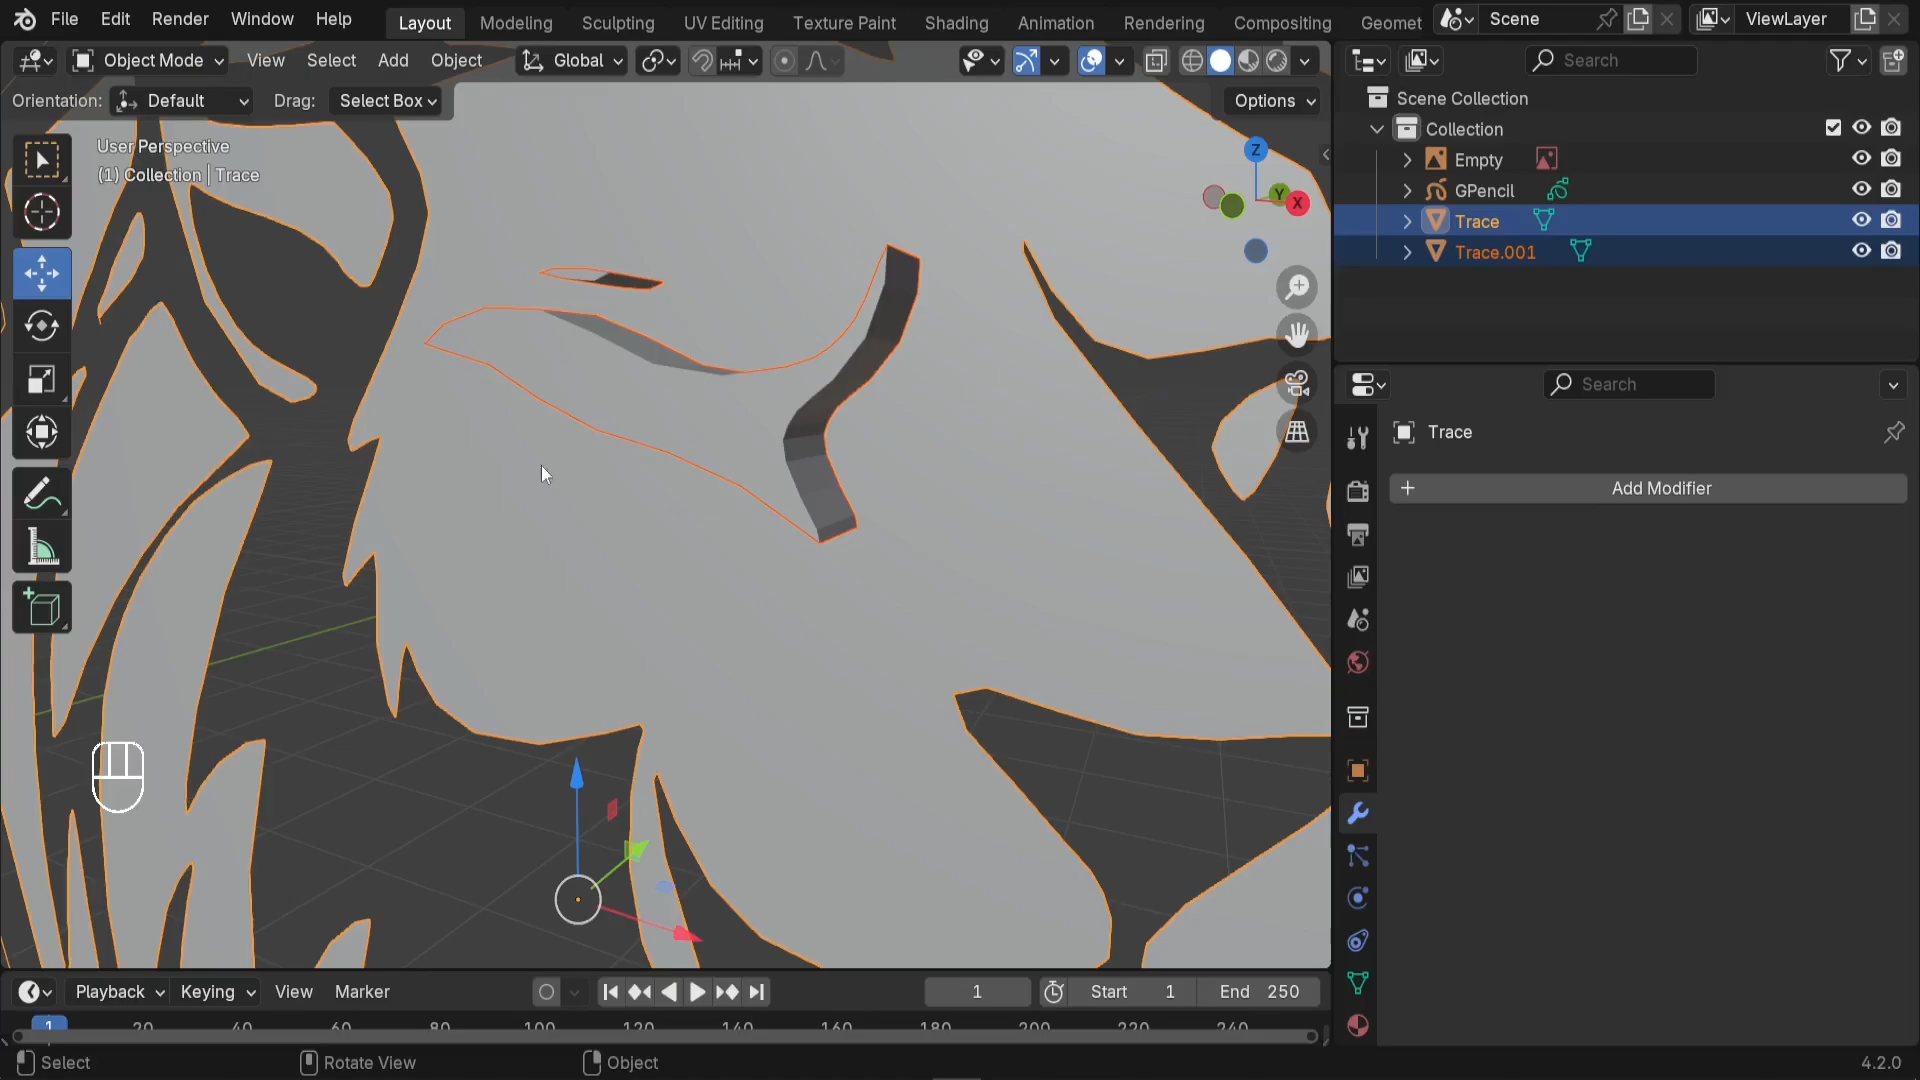 File Edit Render Window Help Layout Modeling Sculpting UV Editing Texture Paint Shading Animation Rendering Compositing Geomet Scene ViewLayer
Object Mode View Select Add Object Global Search
Orientation: Default Drag: Select Box Options
User Perspective
(1) Collection | Trace
Z
Y
X
Scene Collection
Collection
Empty
GPencil
Trace
Trace.001
Search
Trace
+ Add Modifier
Playback Keying View Marker 1 Start 1 End 250
1 20 40 60 80 100 120 140 160 180 200 220 240
Select Rotate View Object 4.2.0